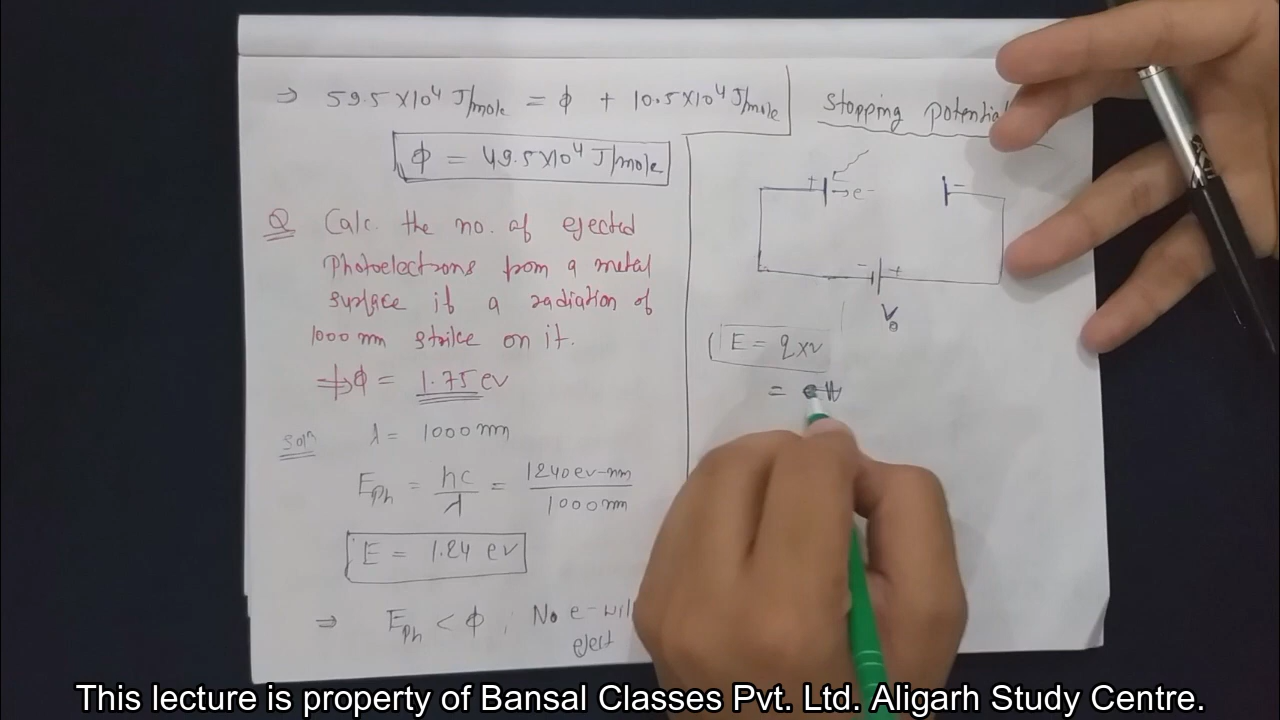 ⇒ 59.5×10⁴ J/mole = ϕ + 10.5×10⁴ J/mole
ϕ = 49.5×10⁴ J/mole
Q Calc. the no. of ejected
Photoelectrons from a metal
surface if a radiation of
1000 nm strike on it.
ϕ = 1.75 ev
Solⁿ λ = 1000 nm
E_Ph = hc/λ = 1240 ev-nm/1000 nm
E = 1.24 ev
⇒ E_Ph < ϕ ; No e- will
eject
Stopping Potential
+ → e- -
- +
V₀
E = q×v
=
This lecture is property of Bansal Classes Pvt. Ltd. Aligarh Study Centre.